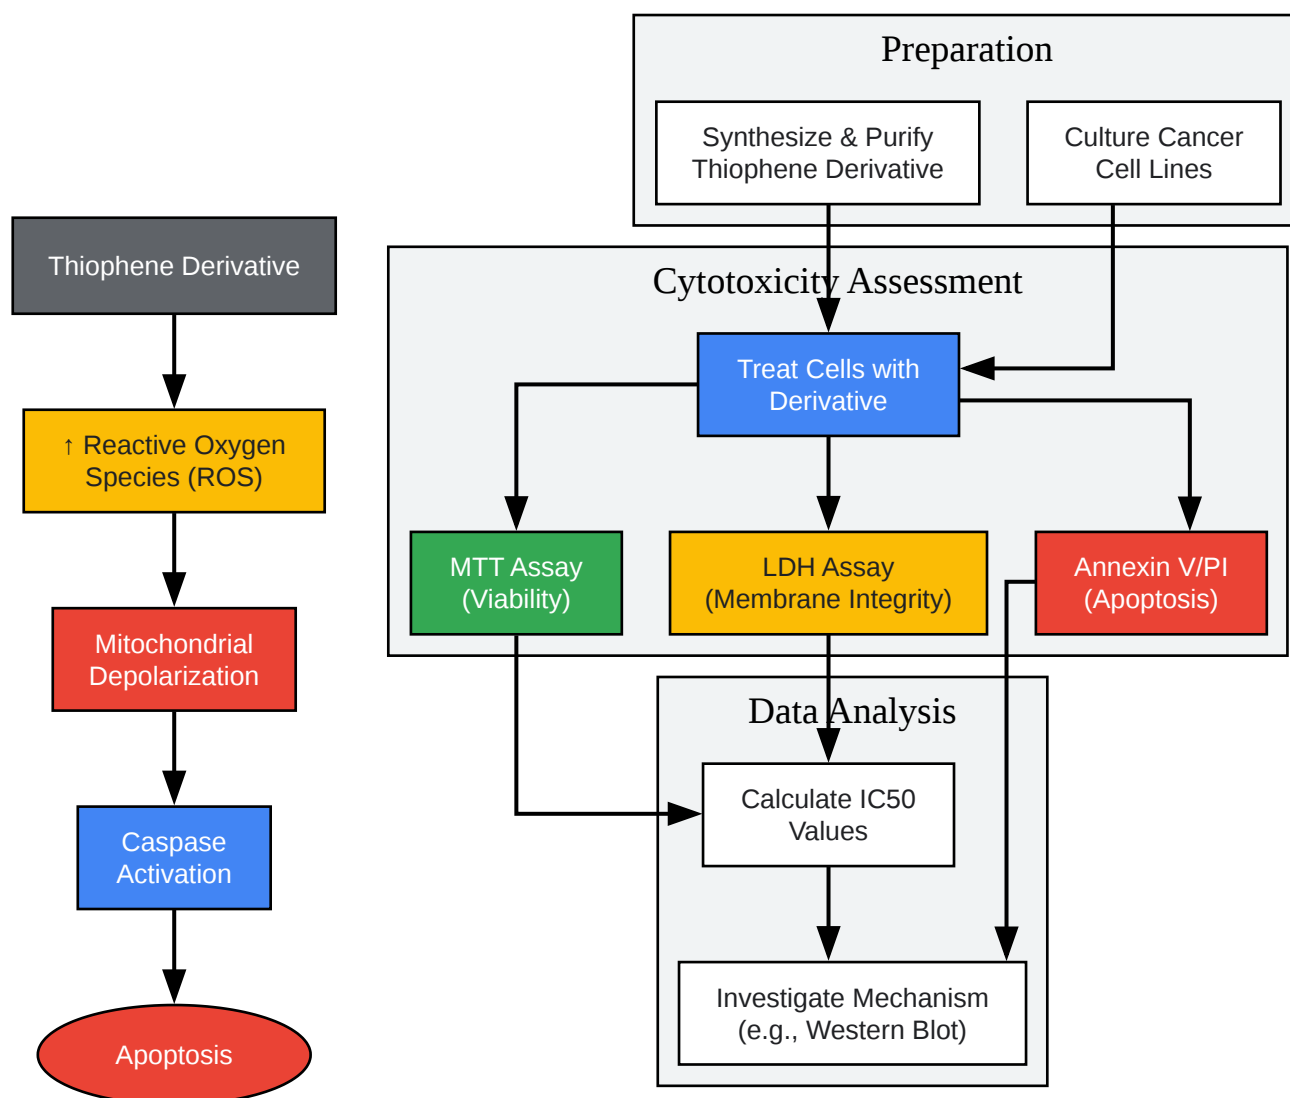 Thiophene Derivative
↑ Reactive Oxygen
Species (ROS)
Mitochondrial
Depolarization
Caspase
Activation
Apoptosis
Preparation
Synthesize & Purify
Thiophene Derivative
Culture Cancer
Cell Lines
Cytotoxicity Assessment
Treat Cells with
Derivative
MTT Assay
(Viability)
LDH Assay
(Membrane Integrity)
Annexin V/PI
(Apoptosis)
Data Analysis
Calculate IC50
Values
Investigate Mechanism
(e.g., Western Blot)